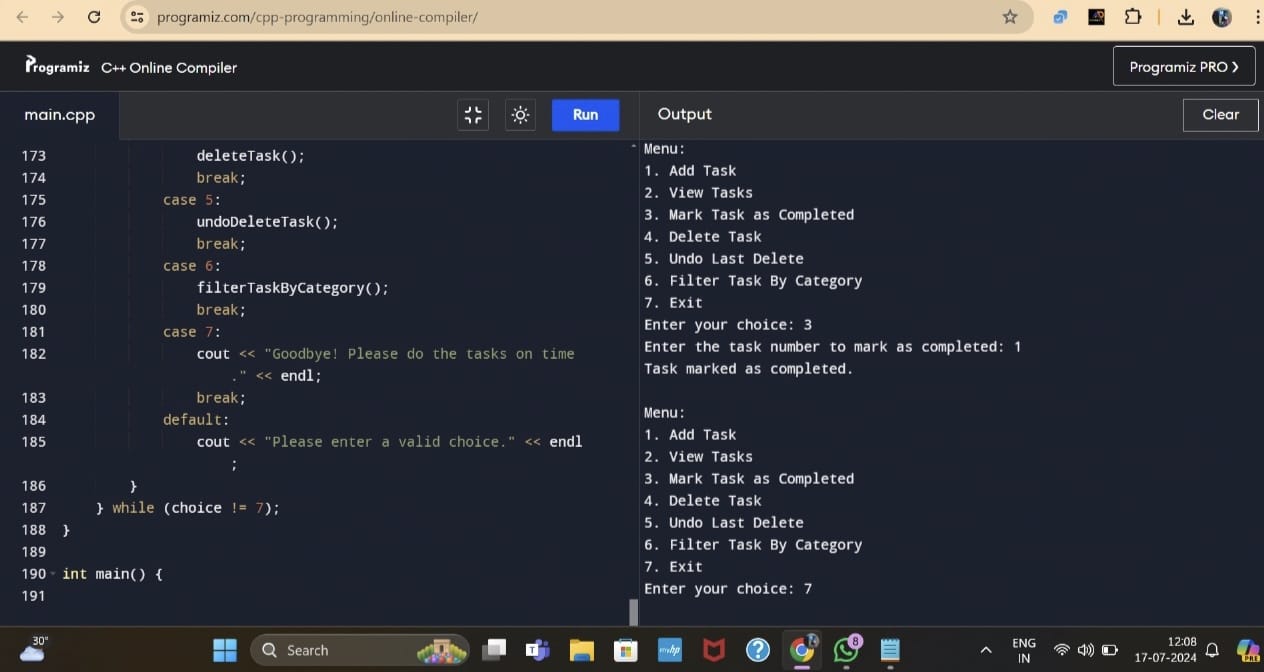 programiz.com/cpp-programming/online-compiler/
Programiz C++ Online Compiler
Programiz PRO ❯
main.cpp
Run
Output
Clear
173 deleteTask();
174 break;
175 case 5:
176 undoDeleteTask();
177 break;
178 case 6:
179 filterTaskByCategory();
180 break;
181 case 7:
182 cout << "Goodbye! Please do the tasks on time
." << endl;
183 break;
184 default:
185 cout << "Please enter a valid choice." << endl
;
186 }
187 } while (choice != 7);
188 }
189
190 int main() {
191
Menu:
1. Add Task
2. View Tasks
3. Mark Task as Completed
4. Delete Task
5. Undo Last Delete
6. Filter Task By Category
7. Exit
Enter your choice: 3
Enter the task number to mark as completed: 1
Task marked as completed.
Menu:
1. Add Task
2. View Tasks
3. Mark Task as Completed
4. Delete Task
5. Undo Last Delete
6. Filter Task By Category
7. Exit
Enter your choice: 7
30°
Search
myhp
8
ENG
IN
12:08
17-07-2024
PRE